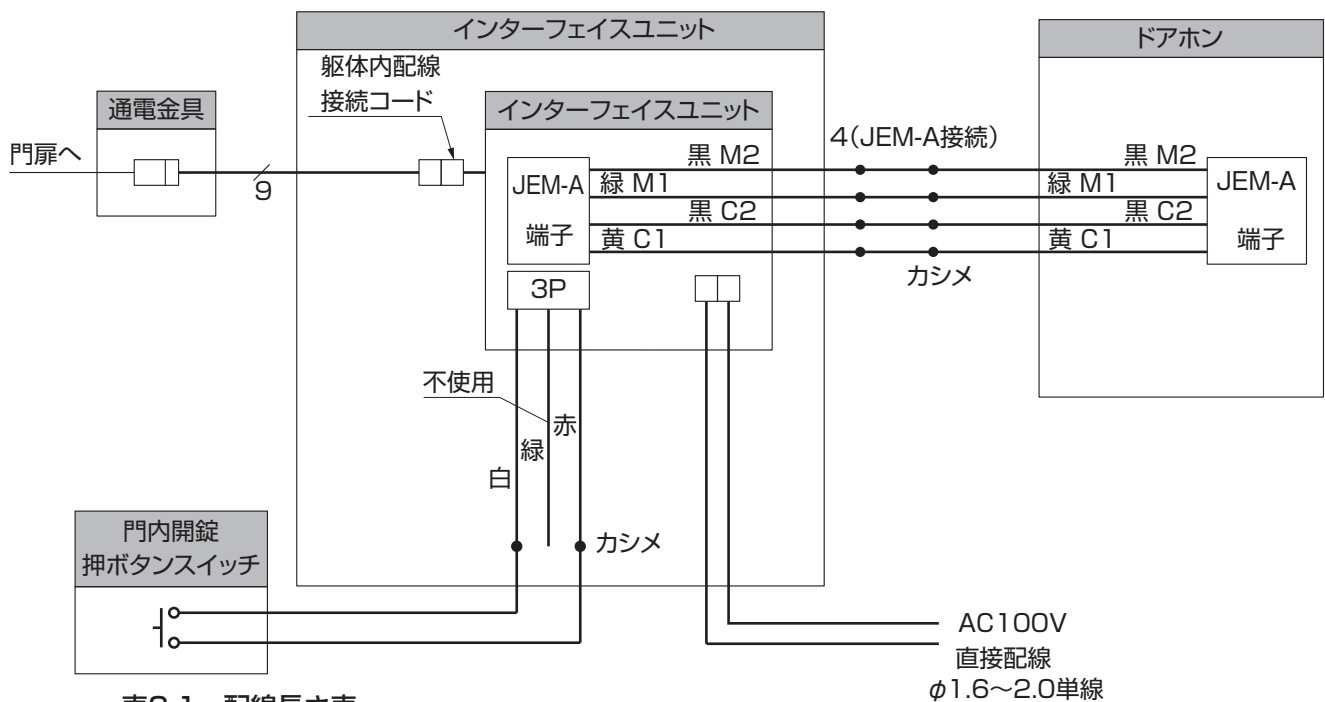 インターフェイスユニット
ドアホン
躯体内配線
接続コード
通電金具
インターフェイスユニット
門扉へ
9
4(JEM-A接続)
JEM-A
端子
黒 M2
緑 M1
黒 C2
黄 C1
黒 M2
緑 M1
黒 C2
黄 C1
JEM-A
端子
カシメ
3P
不使用
赤
緑
白
カシメ
門内開錠
押ボタンスイッチ
AC100V
直接配線
φ1.6〜2.0単線